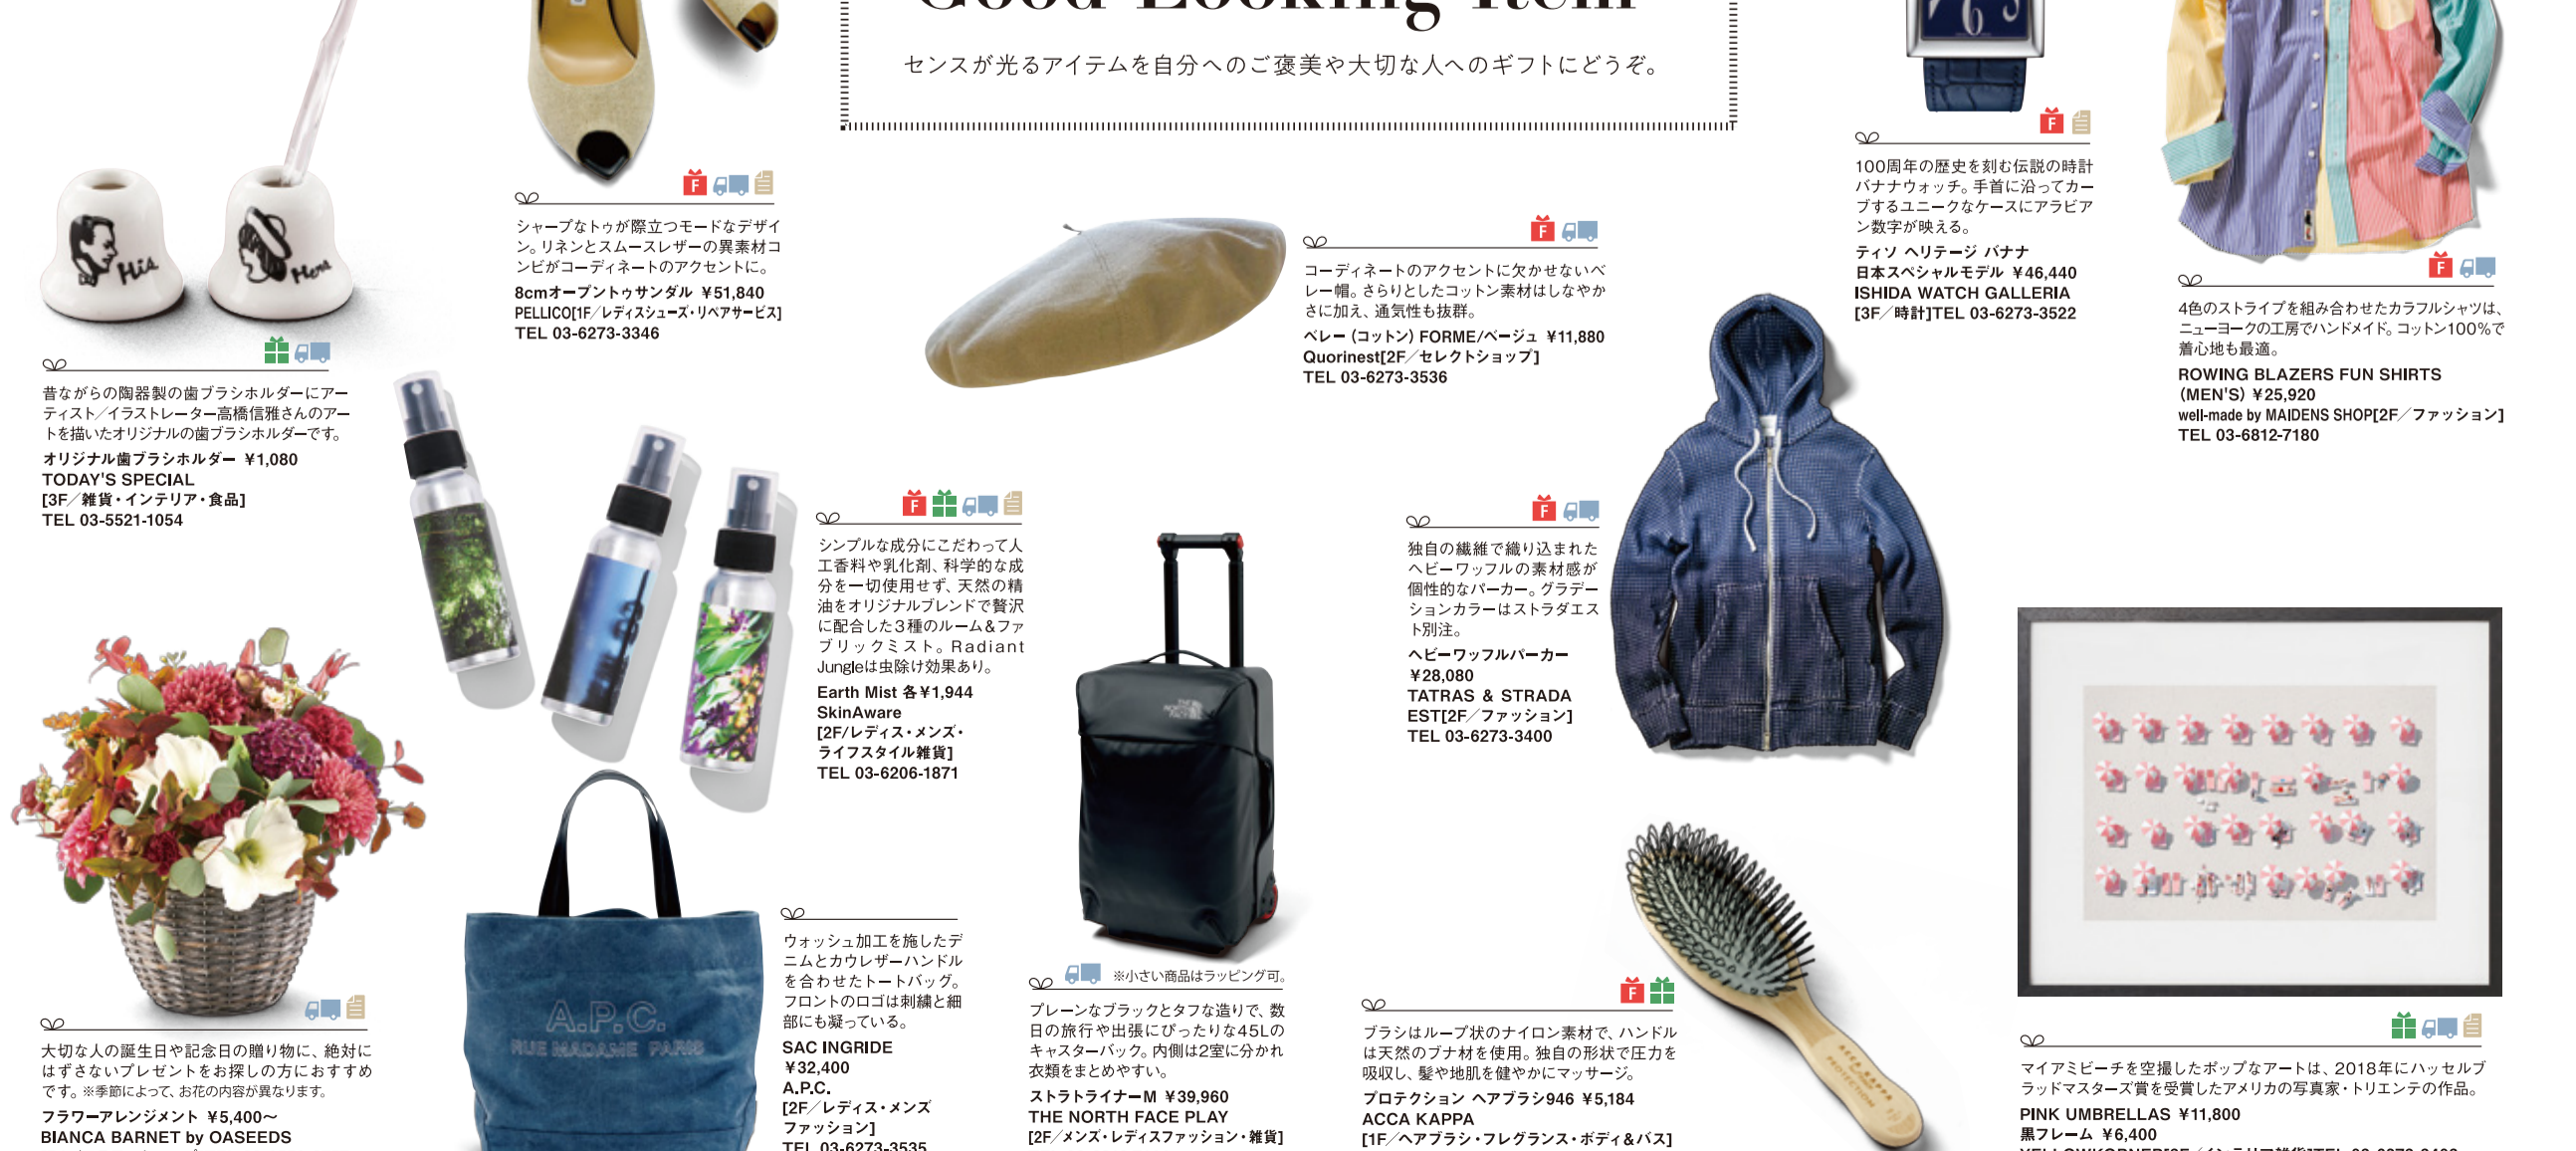 Good Looking Item
センスが光るアイテムを自分へのご褒美や大切な人へのギフトにどうぞ。
His
Hers
昔ながらの陶器製の歯ブラシホルダーにアー
ティスト／イラストレーター高橋信雅さんのアー
トを描いたオリジナルの歯ブラシホルダーです。
オリジナル歯ブラシホルダー ¥1,080
TODAY'S SPECIAL
[3F／雑貨・インテリア・食品]
TEL 03-5521-1054
F
シャープなトゥが際立つモードなデザイ
ン。リネンとスムースレザーの異素材コ
ンビがコーディネートのアクセントに。
8cmオープントゥサンダル ¥51,840
PELLICO[1F／レディスシューズ・リペアサービス]
TEL 03-6273-3346
F
コーディネートのアクセントに欠かせないベ
レー帽。さらりとしたコットン素材はしなやか
さに加え、通気性も抜群。
ベレー（コットン）FORME/ベージュ ¥11,880
Quorinest[2F／セレクトショップ]
TEL 03-6273-3536
6
F
100周年の歴史を刻む伝説の時計
バナナウォッチ。手首に沿ってカー
ブするユニークなケースにアラビア
ン数字が映える。
ティソ ヘリテージ バナナ
日本スペシャルモデル ¥46,440
ISHIDA WATCH GALLERIA
[3F／時計]TEL 03-6273-3522
F
4色のストライプを組み合わせたカラフルシャツは、
ニューヨークの工房でハンドメイド。コットン100%で
着心地も最適。
ROWING BLAZERS FUN SHIRTS
（MEN'S）¥25,920
well-made by MAIDENS SHOP[2F／ファッション]
TEL 03-6812-7180
F
シンプルな成分にこだわって人
工香料や乳化剤、科学的な成
分を一切使用せず、天然の精
油をオリジナルブレンドで贅沢
に配合した3種のルーム&ファ
ブリックミスト。Radiant
Jungleは虫除け効果あり。
Earth Mist 各¥1,944
SkinAware
[2F/レディス・メンズ・
ライフスタイル雑貨]
TEL 03-6206-1871
F
独自の繊維で織り込まれた
ヘビーワッフルの素材感が
個性的なパーカー。グラデー
ションカラーはストラダエス
ト別注。
ヘビーワッフルパーカー
¥28,080
TATRAS & STRADA
EST[2F／ファッション]
TEL 03-6273-3400
大切な人の誕生日や記念日の贈り物に、絶対に
はずさないプレゼントをお探しの方におすすめ
です。※季節によって、お花の内容が異なります。
フラワーアレンジメント ¥5,400〜
BIANCA BARNET by OASEEDS
A.P.C.
RUE MADAME PARIS
ウォッシュ加工を施したデ
ニムとカウレザーハンドル
を合わせたトートバッグ。
フロントのロゴは刺繍と細
部にも凝っている。
SAC INGRIDE
¥32,400
A.P.C.
[2F／レディス・メンズ
ファッション]
TEL 03-6273-3535
THE NORTH FACE
※小さい商品はラッピング可。
プレーンなブラックとタフな造りで、数
日の旅行や出張にぴったりな45Lの
キャスターバック。内側は2室に分かれ
衣類をまとめやすい。
ストラトライナーM ¥39,960
THE NORTH FACE PLAY
[2F／メンズ・レディスファッション・雑貨]
F
ACCA KAPPA
PROTECTION
ブラシはループ状のナイロン素材で、ハンドル
は天然のブナ材を使用。独自の形状で圧力を
吸収し、髪や地肌を健やかにマッサージ。
プロテクション ヘアブラシ946 ¥5,184
ACCA KAPPA
[1F／ヘアブラシ・フレグランス・ボディ&バス]
マイアミビーチを空撮したポップなアートは、2018年にハッセルブ
ラッドマスターズ賞を受賞したアメリカの写真家・トリエンテの作品。
PINK UMBRELLAS ¥11,800
黒フレーム ¥6,400